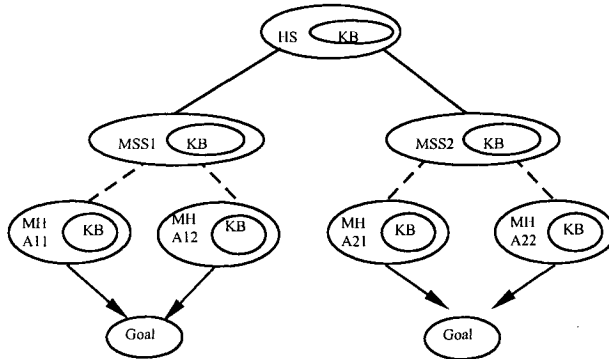 HS KB
MSS1 KB
MSS2 KB
MH
A11 KB
MH
A12 KB
MH
A21 KB
MH
A22 KB
Goal
Goal